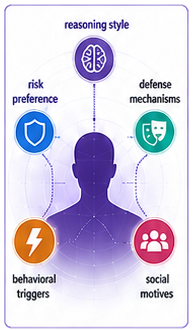 reasoning style
risk
preference
defense
mechanisms
behavioral
triggers
social
motives